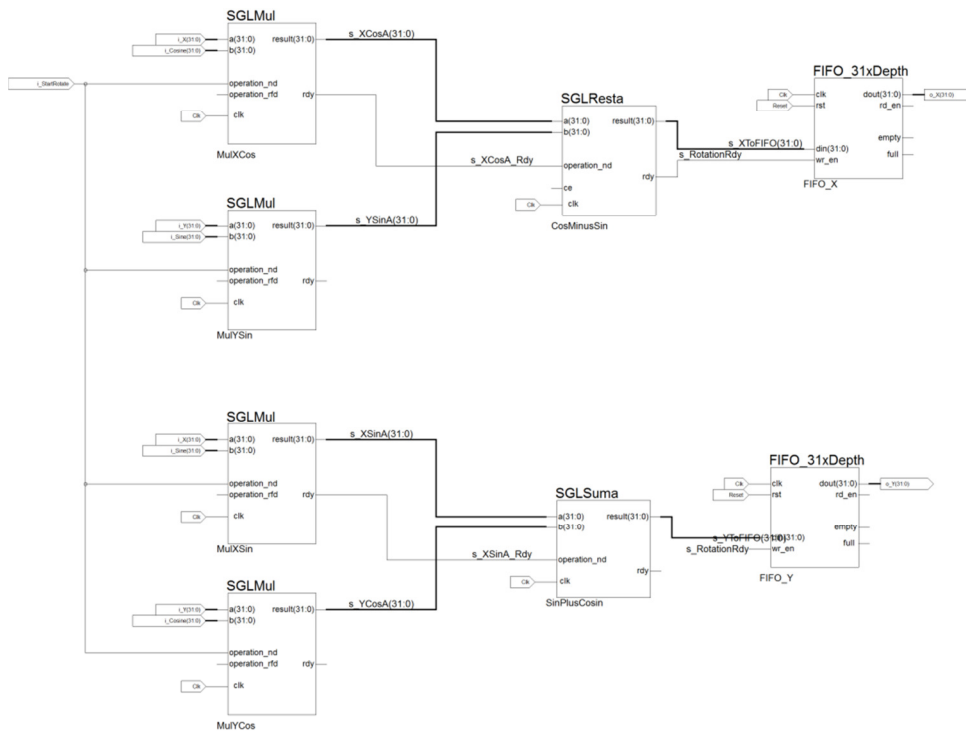 SGLMul
i_X(31:0)
i_Cosine(31:0)
a(31:0)
b(31:0)
result(31:0)
s_XCosA(31:0)
i_StartRotate
operation_nd
operation_rfd
rdy
Clk
clk
MulXCos
s_XCosA_Rdy
SGLMul
i_Y(31:0)
i_Sine(31:0)
a(31:0)
b(31:0)
result(31:0)
s_YSinA(31:0)
operation_nd
operation_rfd
rdy
Clk
clk
MulYSin
SGLResta
a(31:0)
b(31:0)
result(31:0)
operation_nd
rdy
ce
Clk
clk
CosMinusSin
s_XToFIFO(31:0)
s_RotationRdy
FIFO_31xDepth
Clk
Reset
clk
rst
dout(31:0)
rd_en
o_X(31:0)
empty
din(31:0)
full
wr_en
FIFO_X
SGLMul
i_X(31:0)
i_Sine(31:0)
a(31:0)
b(31:0)
result(31:0)
s_XSinA(31:0)
operation_nd
operation_rfd
rdy
Clk
clk
MulXSin
s_XSinA_Rdy
SGLMul
i_Y(31:0)
i_Cosine(31:0)
a(31:0)
b(31:0)
result(31:0)
s_YCosA(31:0)
operation_nd
operation_rfd
rdy
Clk
clk
MulYCos
SGLSuma
a(31:0)
b(31:0)
result(31:0)
operation_nd
rdy
Clk
clk
SinPlusCosin
s_YToFIFO(31:0)
s_RotationRdy
FIFO_31xDepth
Clk
Reset
clk
rst
dout(31:0)
rd_en
o_Y(31:0)
empty
full
wr_en
FIFO_Y